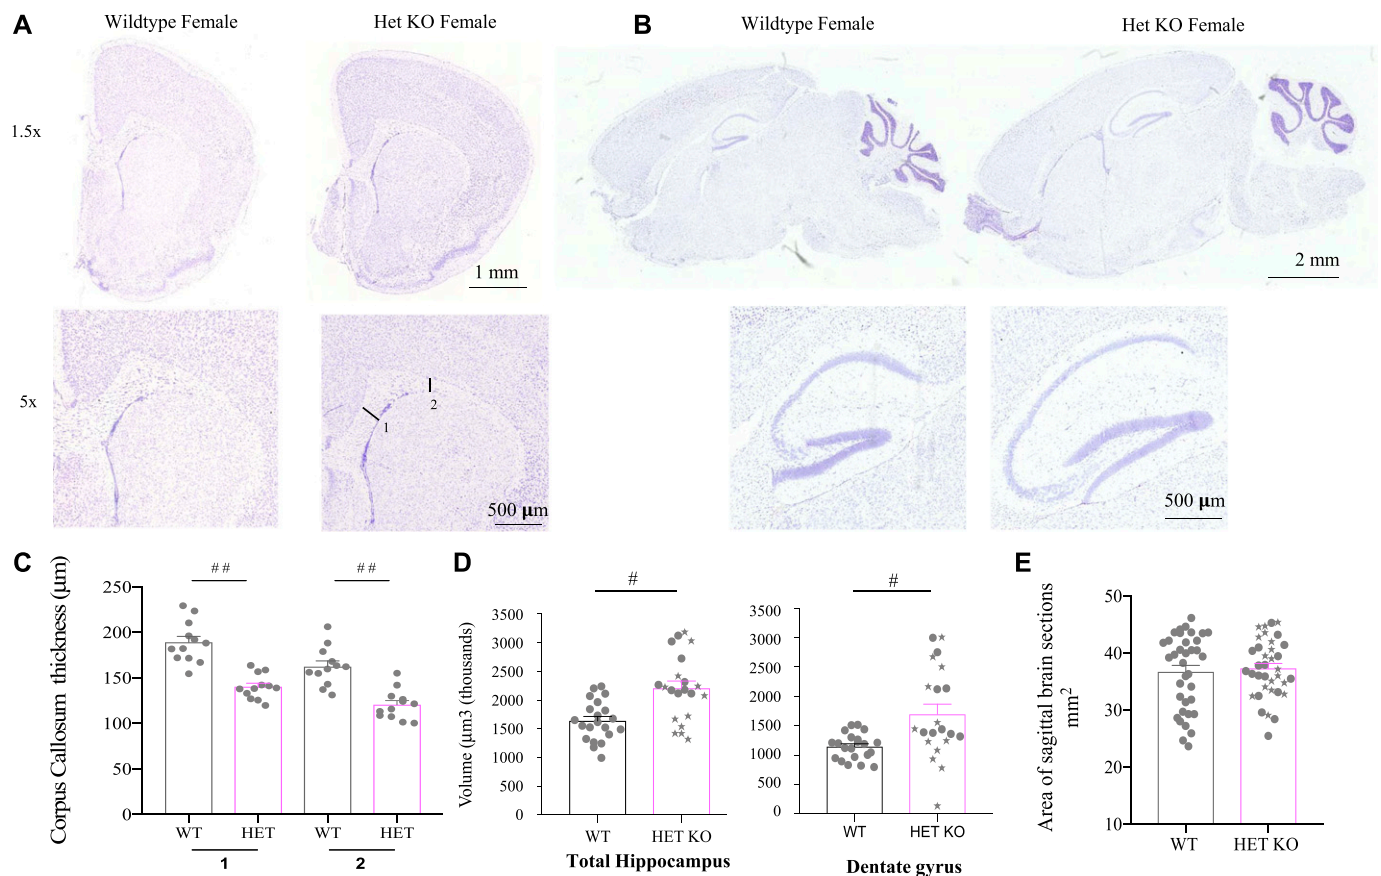 A
Wildtype Female
Het KO Female
B
Wildtype Female
Het KO Female
1.5x
1 mm
2 mm
5x
1
2
500 μm
500 μm
C
Corpus Callosum thickness (μm)
250
200
150
100
50
0
##
##
WT
HET
WT
HET
1
2
D
Volume (μm3 (thousands)
3500
3000
2500
2000
1500
1000
500
0
#
WT
HET KO
Total Hippocampus
3500
3000
2500
2000
1500
1000
500
0
#
WT
HET KO
Dentate gyrus
E
Area of sagittal brain sections
mm2
50
40
30
20
10
WT
HET KO